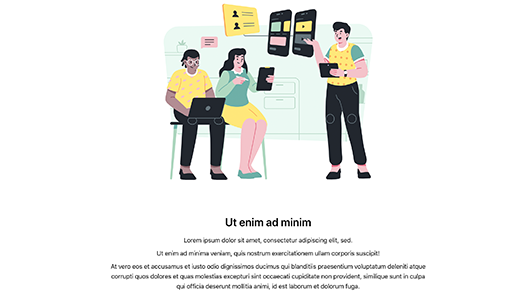 Ut enim ad minim
Lorem ipsum dolor sit amet, consectetur adipiscing elit, sed.
Ut enim ad minima veniam, quis nostrum exercitationem ullam corporis suscipit!
At vero eos et accusamus et iusto odio dignissimos ducimus qui blanditiis praesentium voluptatum deleniti atque
corrupti quos dolores et quas molestias excepturi sint occaecati cupiditate non provident, similique sunt in culpa
qui officia deserunt mollitia animi, id est laborum et dolorum fuga.